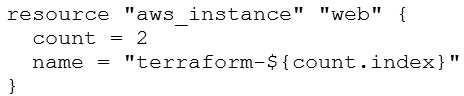 resource "aws_instance" "web" {
  count = 2
  name = "terraform-${count.index}"
}